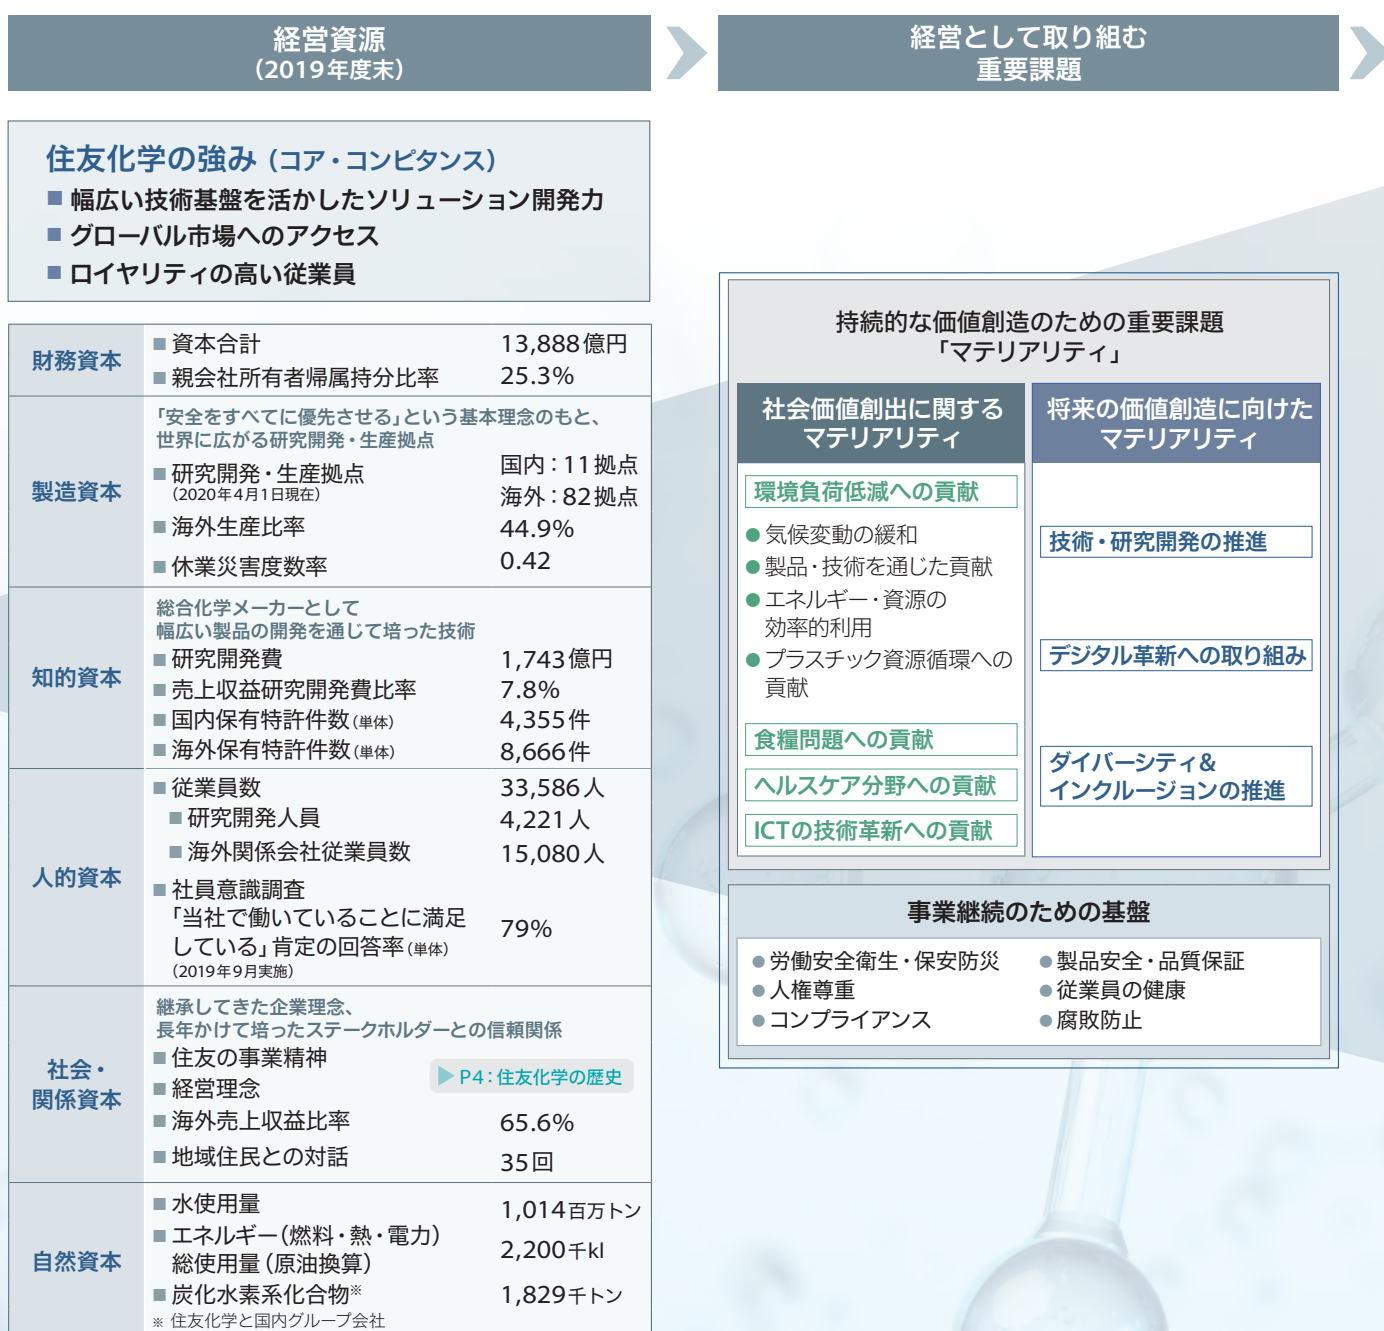 経営資源
（2019年度末）
経営として取り組む
重要課題
住友化学の強み（コア・コンピタンス）
■ 幅広い技術基盤を活かしたソリューション開発力
■ グローバル市場へのアクセス
■ ロイヤリティの高い従業員
財務資本
■ 資本合計 13,888億円
■ 親会社所有者帰属持分比率 25.3%
製造資本
「安全をすべてに優先させる」という基本理念のもと、
世界に広がる研究開発・生産拠点
■ 研究開発・生産拠点 国内：11拠点
（2020年4月1日現在） 海外：82拠点
■ 海外生産比率 44.9%
■ 休業災害度数率 0.42
知的資本
総合化学メーカーとして
幅広い製品の開発を通じて培った技術
■ 研究開発費 1,743億円
■ 売上収益研究開発費比率 7.8%
■ 国内保有特許件数（単体） 4,355件
■ 海外保有特許件数（単体） 8,666件
人的資本
■ 従業員数 33,586人
■ 研究開発人員 4,221人
■ 海外関係会社従業員数 15,080人
■ 社員意識調査
「当社で働いていることに満足
している」肯定の回答率（単体） 79%
（2019年9月実施）
社会・
関係資本
継承してきた企業理念、
長年かけて培ったステークホルダーとの信頼関係
■ 住友の事業精神
■ 経営理念
▶ P4：住友化学の歴史
■ 海外売上収益比率 65.6%
■ 地域住民との対話 35回
自然資本
■ 水使用量 1,014百万トン
■ エネルギー（燃料・熱・電力）
総使用量（原油換算） 2,200千kl
■ 炭化水素系化合物※ 1,829千トン
※ 住友化学と国内グループ会社
持続的な価値創造のための重要課題
「マテリアリティ」
社会価値創出に関する
マテリアリティ
環境負荷低減への貢献
● 気候変動の緩和
● 製品・技術を通じた貢献
● エネルギー・資源の
効率的利用
● プラスチック資源循環への
貢献
食糧問題への貢献
ヘルスケア分野への貢献
ICTの技術革新への貢献
将来の価値創造に向けた
マテリアリティ
技術・研究開発の推進
デジタル革新への取り組み
ダイバーシティ&
インクルージョンの推進
事業継続のための基盤
● 労働安全衛生・保安防災
● 人権尊重
● コンプライアンス
● 製品安全・品質保証
● 従業員の健康
● 腐敗防止